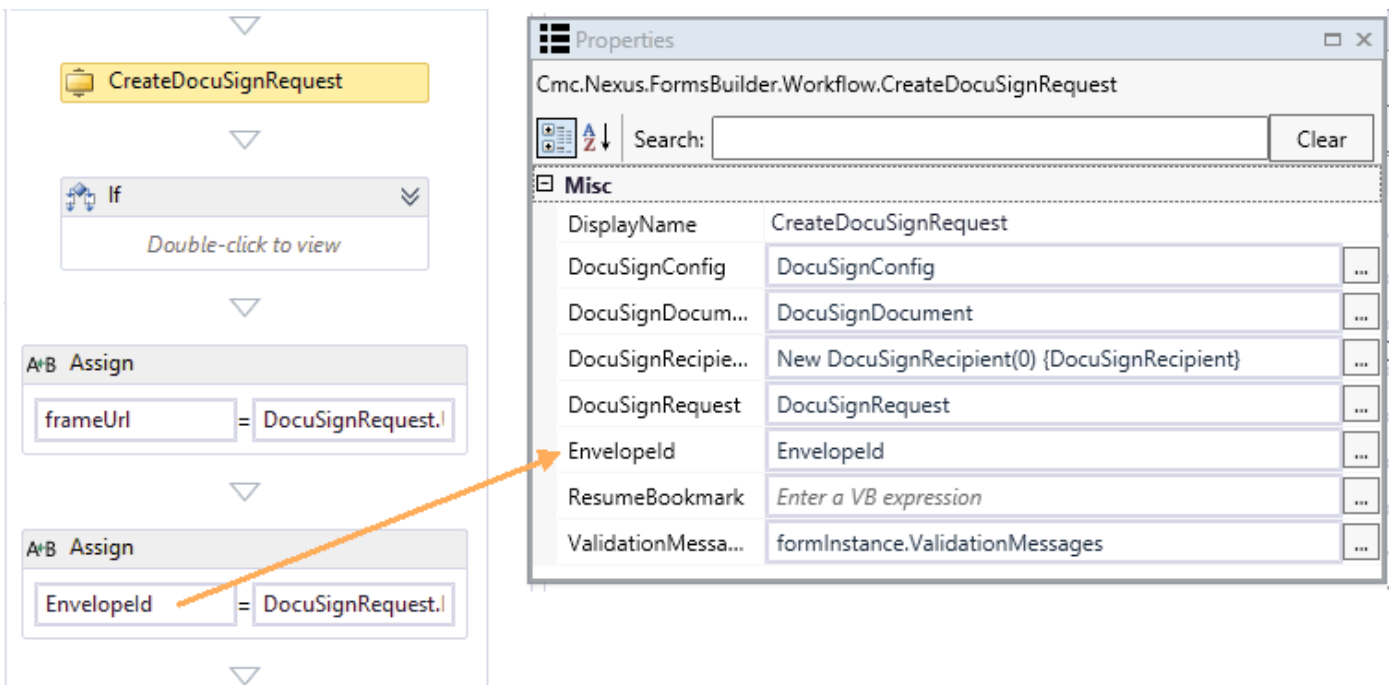 CreateDocuSignRequest
If
Double-click to view
A+B Assign
frameUrl = DocuSignRequest.
A+B Assign
EnvelopeId = DocuSignRequest.
Properties
Cmc.Nexus.FormsBuilder.Workflow.CreateDocuSignRequest
A Z Search: Clear
Misc
DisplayName CreateDocuSignRequest
DocuSignConfig DocuSignConfig ...
DocuSignDocum... DocuSignDocument ...
DocuSignRecipie... New DocuSignRecipient(0) {DocuSignRecipient} ...
DocuSignRequest DocuSignRequest ...
EnvelopeId EnvelopeId ...
ResumeBookmark Enter a VB expression ...
ValidationMessa... formInstance.ValidationMessages ...